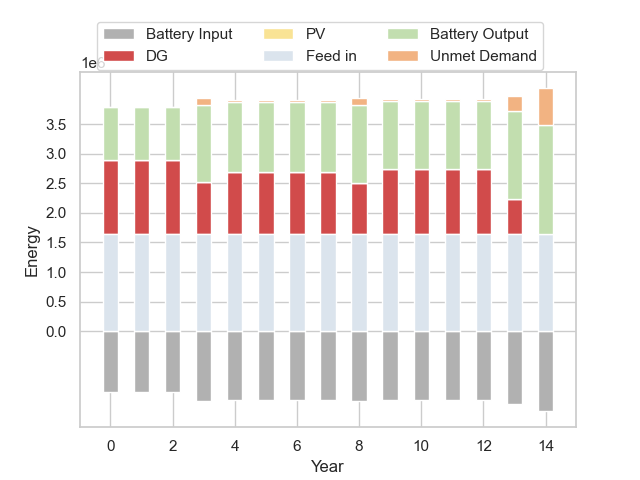 Battery Input PV Battery Output
DG Feed in Unmet Demand
1e6
3.5
3.0
2.5
2.0
1.5
1.0
0.5
0.0
Energy
0 2 4 6 8 10 12 14
Year